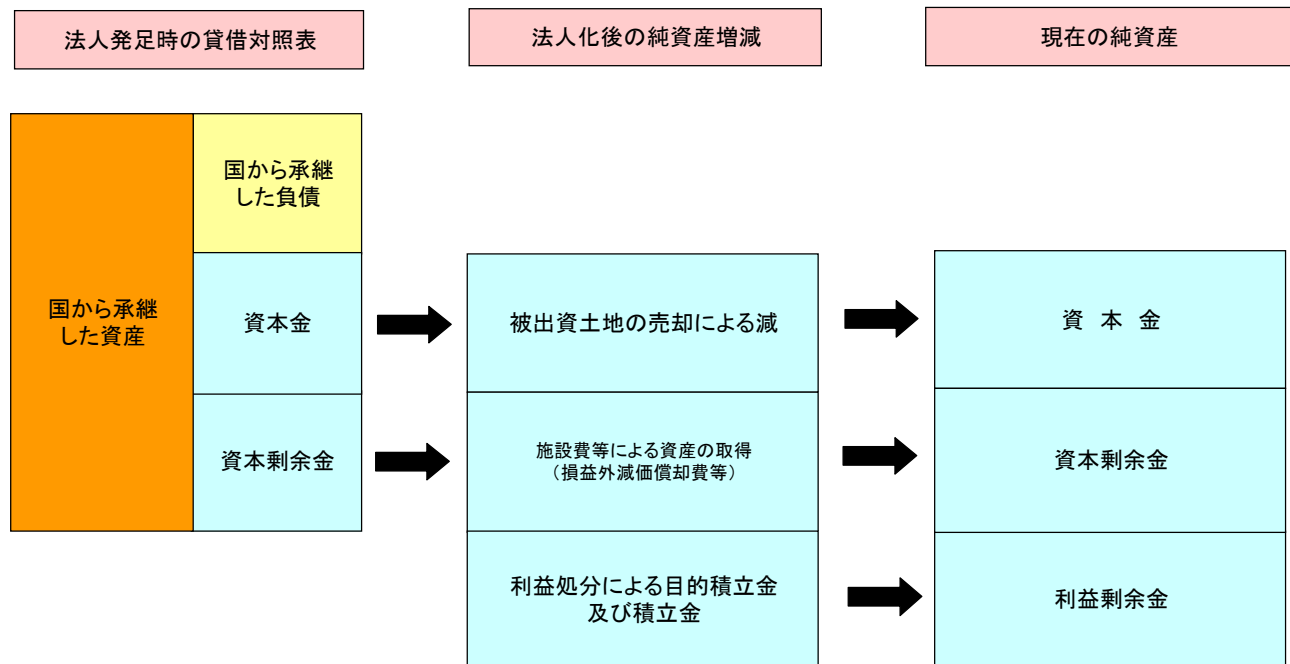 法人発足時の貸借対照表
法人化後の純資産増減
現在の純資産
国から承継
した資産
国から承継
した負債
資本金
資本剰余金
被出資土地の売却による減
施設費等による資産の取得
（損益外減価償却費等）
利益処分による目的積立金
及び積立金
資 本 金
資本剰余金
利益剰余金